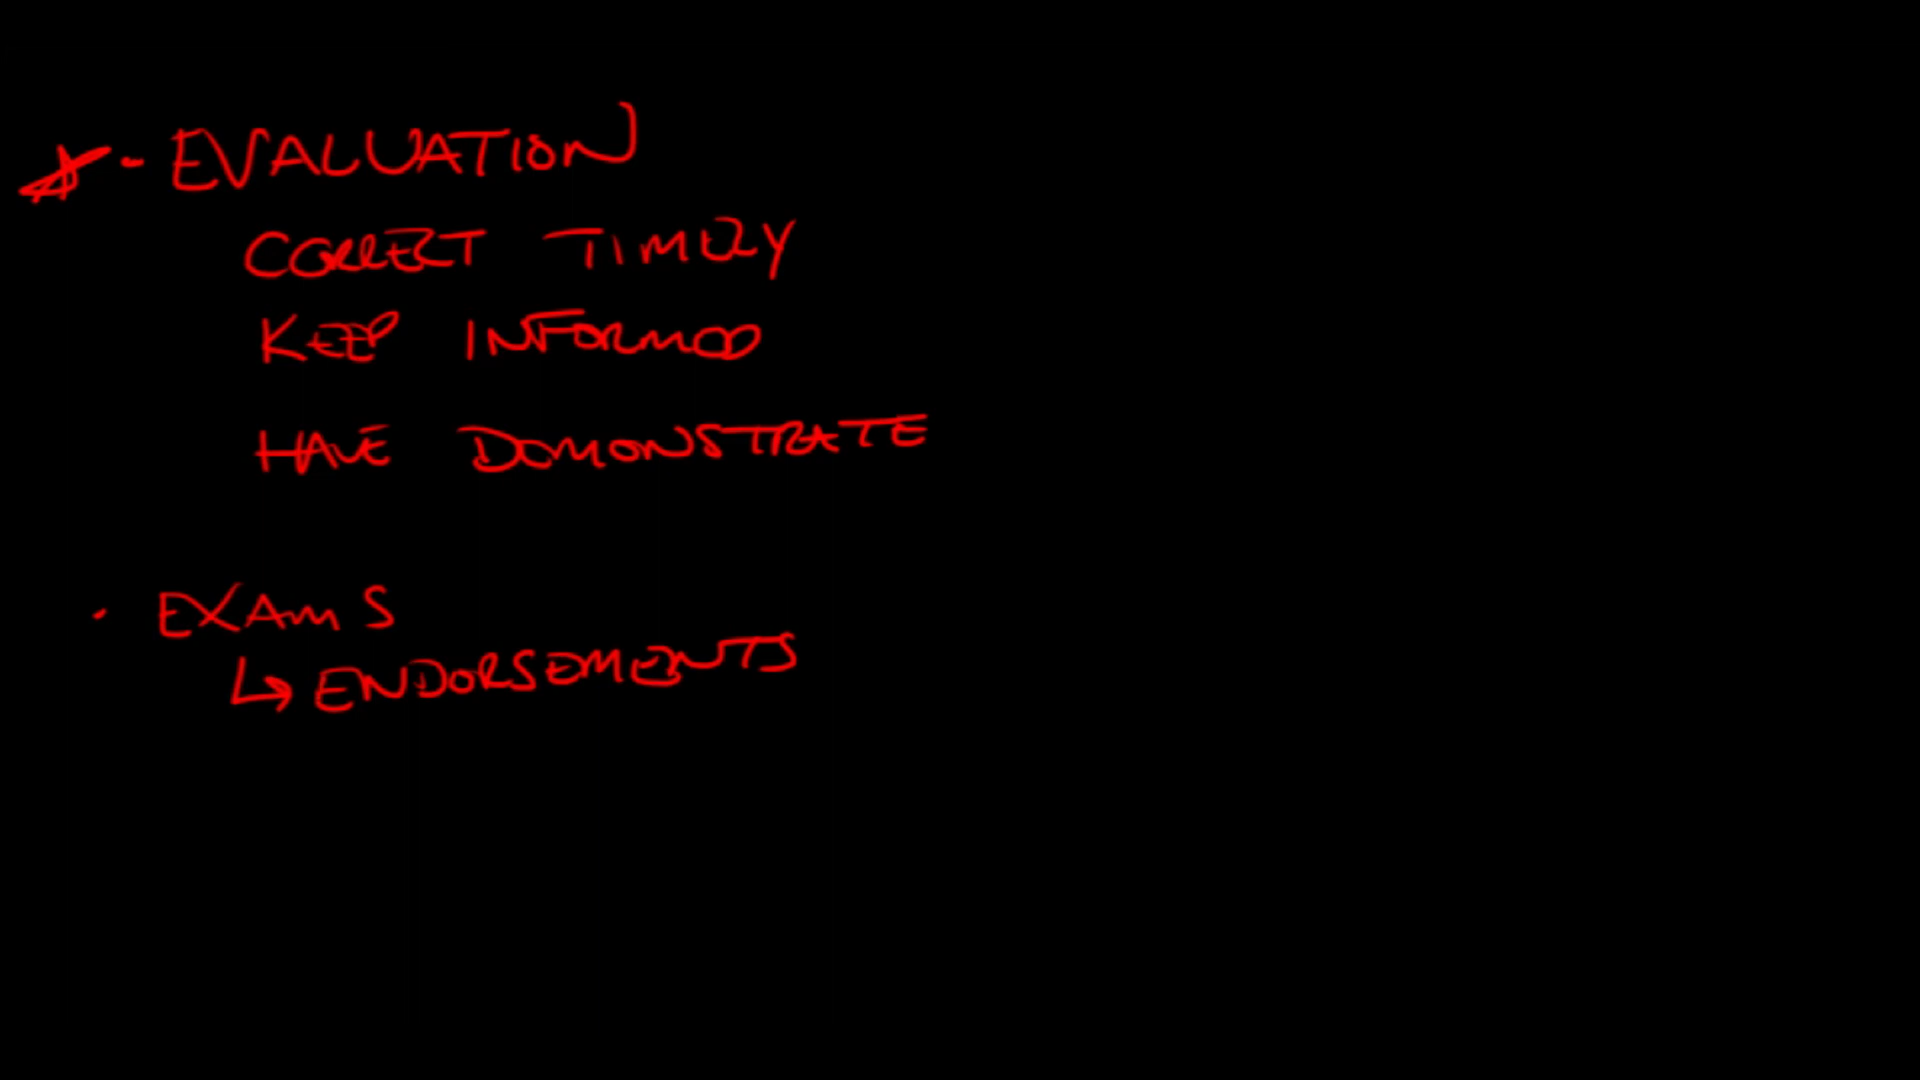 - EVALUATION
CORRECT TIMELY
KEEP INFORMED
HAVE DEMONSTRATE
· EXAMS
↳ ENDORSEMENTS